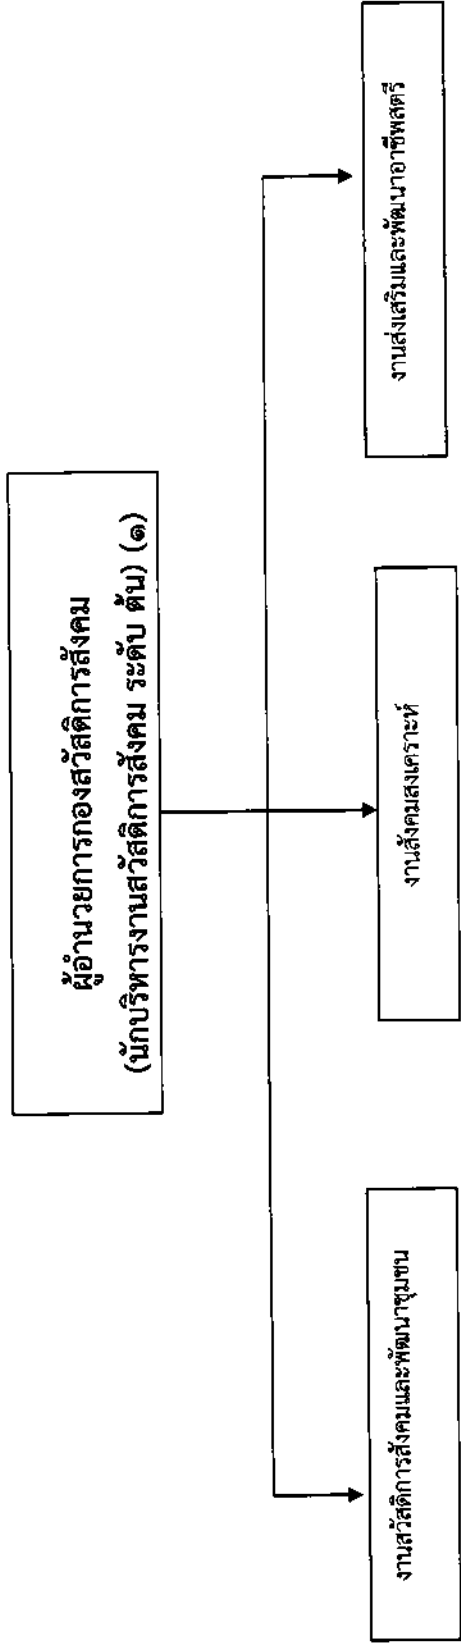 ผู้อำนวยการกองสวัสดิการสังคม
(นักบริหารงานสวัสดิการสังคม ระดับ ต้น) (๑)
งานสวัสดิการสังคมและพัฒนาชุมชน
งานสังคมสงเคราะห์
งานส่งเสริมและพัฒนาอาชีพสตรี